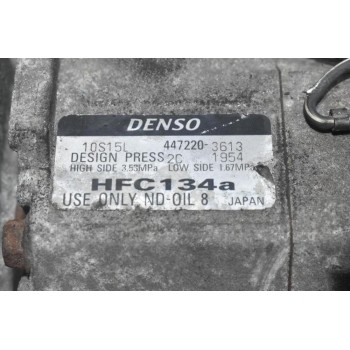 DENSO
10S15L 447220-3613
DESIGN PRESS 2C 1954
HIGH SIDE 3.53MPa LOW SIDE 1.67MPa
HFC134a
USE ONLY ND-OIL 8 JAPAN